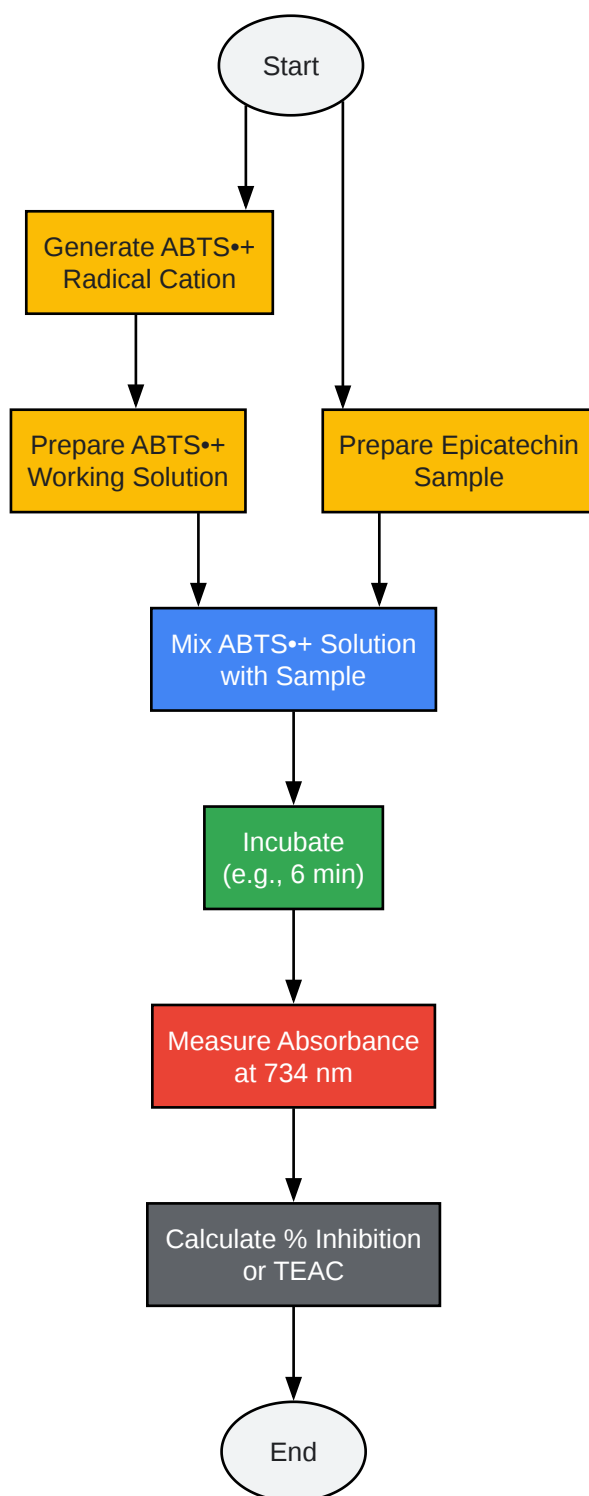 Start
Generate ABTS•+
Radical Cation
Prepare ABTS•+
Working Solution
Prepare Epicatechin
Sample
Mix ABTS•+ Solution
with Sample
Incubate
(e.g., 6 min)
Measure Absorbance
at 734 nm
Calculate % Inhibition
or TEAC
End